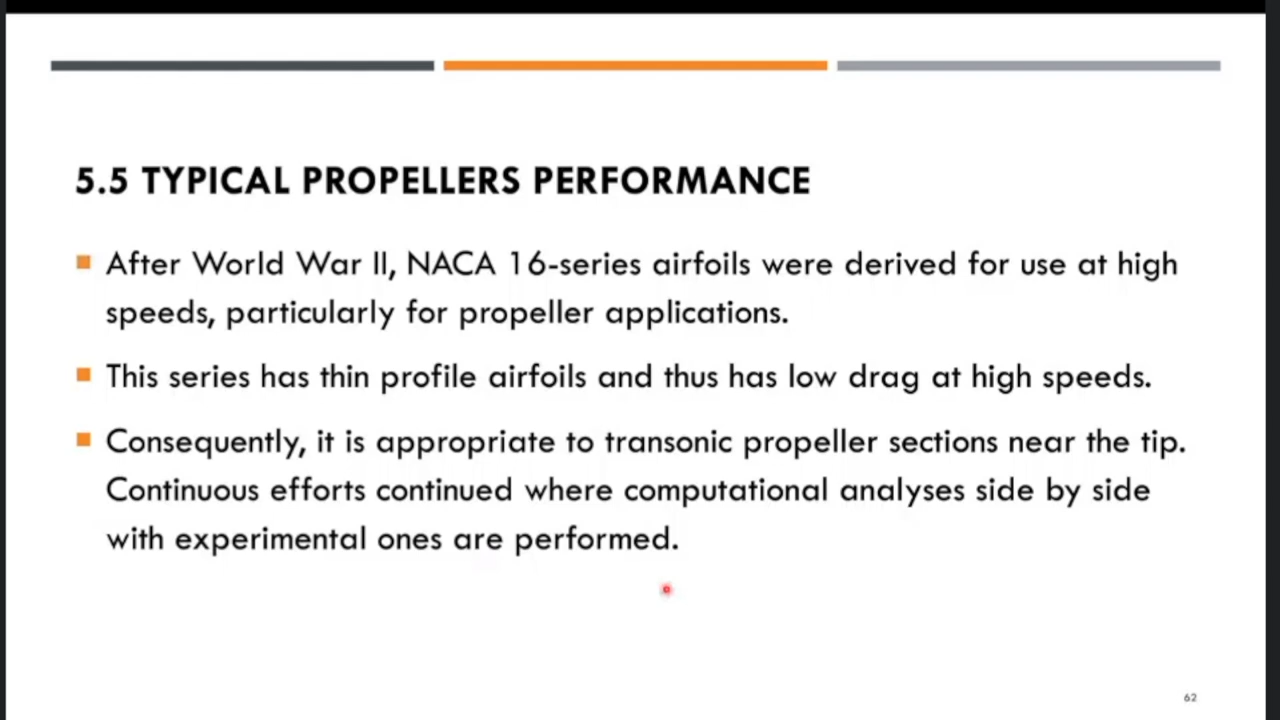 5.5 TYPICAL PROPELLERS PERFORMANCE
After World War II, NACA 16-series airfoils were derived for use at high
speeds, particularly for propeller applications.
This series has thin profile airfoils and thus has low drag at high speeds.
Consequently, it is appropriate to transonic propeller sections near the tip.
Continuous efforts continued where computational analyses side by side
with experimental ones are performed.
62